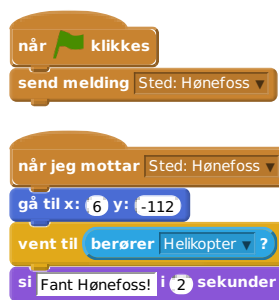 når klikkes
send melding Sted: Hønefoss
når jeg mottar Sted: Hønefoss
gå til x: 6 y: -112
vent til berører Helikopter ?
si Fant Hønefoss! i 2 sekunder